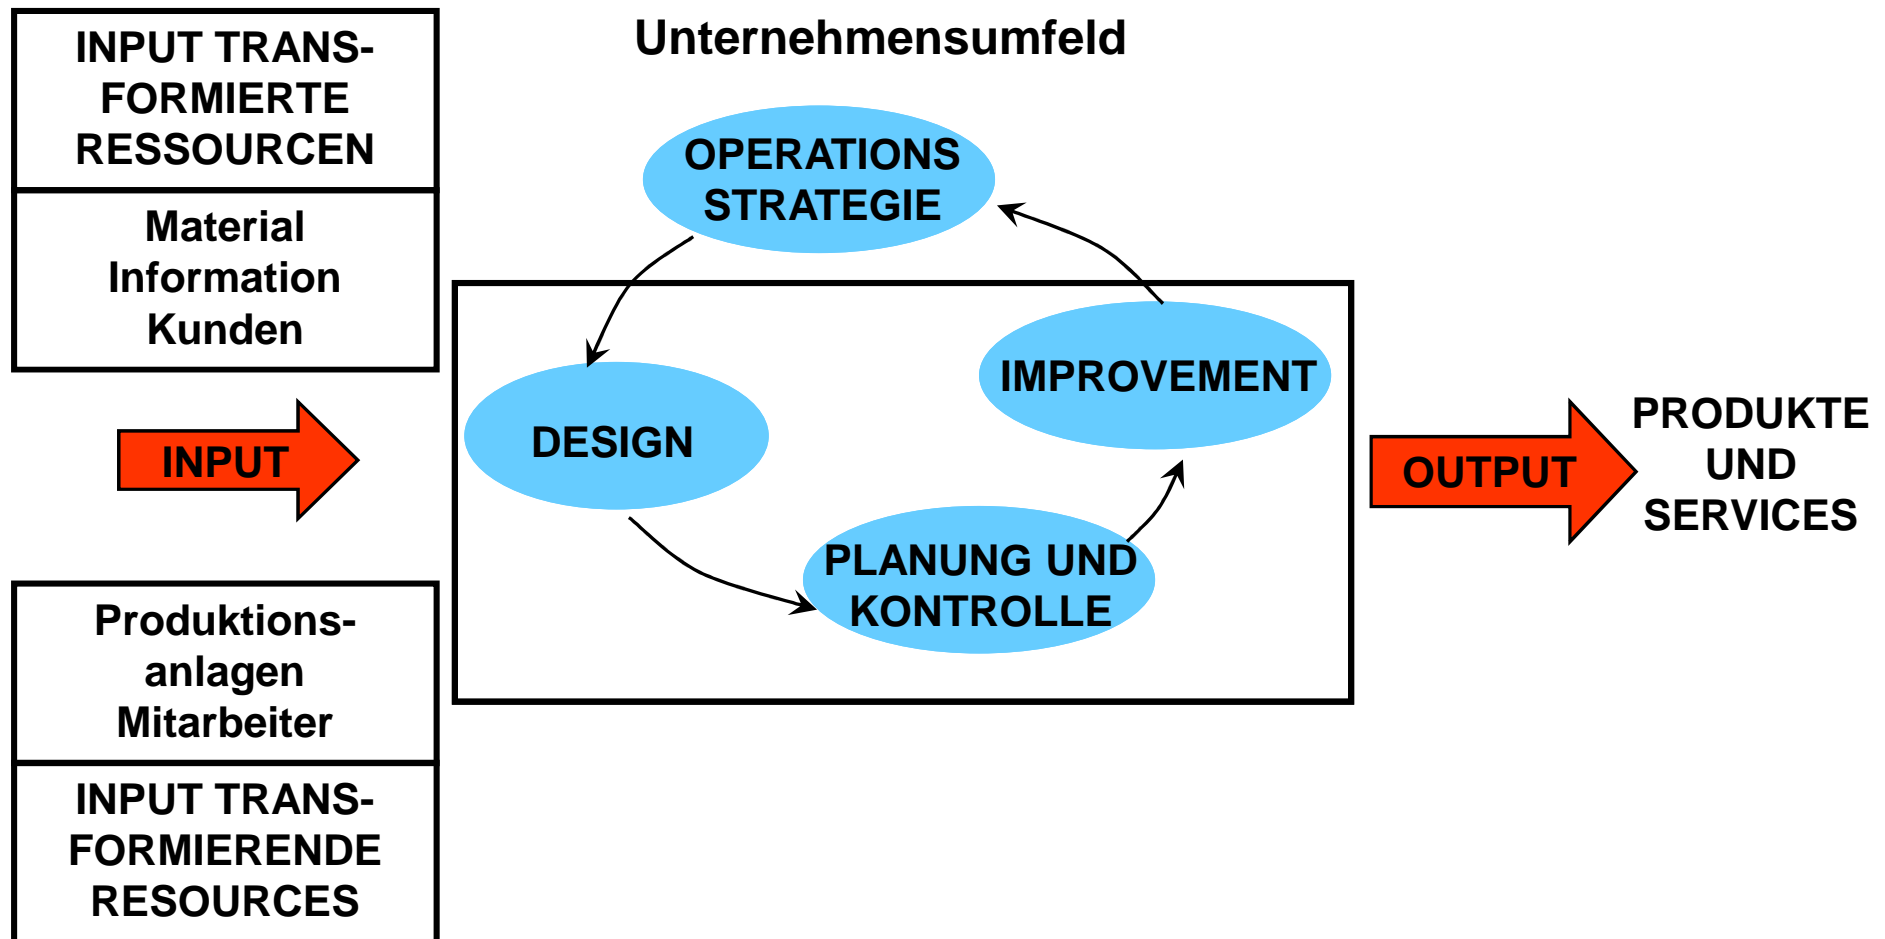 INPUT TRANS-
FORMIERTE
RESSOURCEN
Material
Information
Kunden
INPUT
Produktions-
anlagen
Mitarbeiter
INPUT TRANS-
FORMIERENDE
RESOURCES
Unternehmensumfeld
OPERATIONS
STRATEGIE
DESIGN
PLANUNG UND
KONTROLLE
IMPROVEMENT
OUTPUT
PRODUKTE
UND
SERVICES